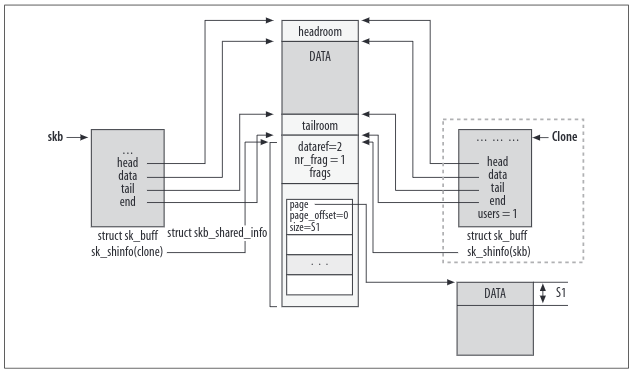 headroom
DATA
tailroom
dataref=2
nr_frag = 1
frags
page
page_offset=0
size=S1
. . .
skb
...
head
data
tail
end
struct sk_buff
sk_shinfo(clone)
struct skb_shared_info
Clone
... ... ...
head
data
tail
end
users = 1
struct sk_buff
sk_shinfo(skb)
DATA
S1